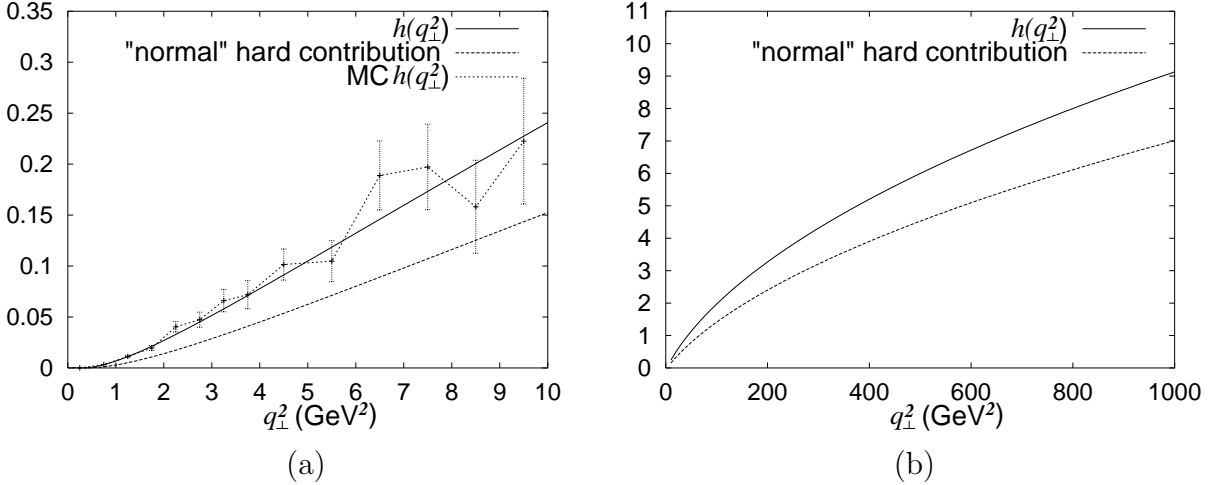 0.35
0.3
0.25
0.2
0.15
0.1
0.05
0
h(q⊥²)
"normal" hard contribution
MC h(q⊥²)
0 1 2 3 4 5 6 7 8 9 10
q⊥² (GeV²)
(a)
11
10
9
8
7
6
5
4
3
2
1
0
h(q⊥²)
"normal" hard contribution
0 200 400 600 800 1000
q⊥² (GeV²)
(b)